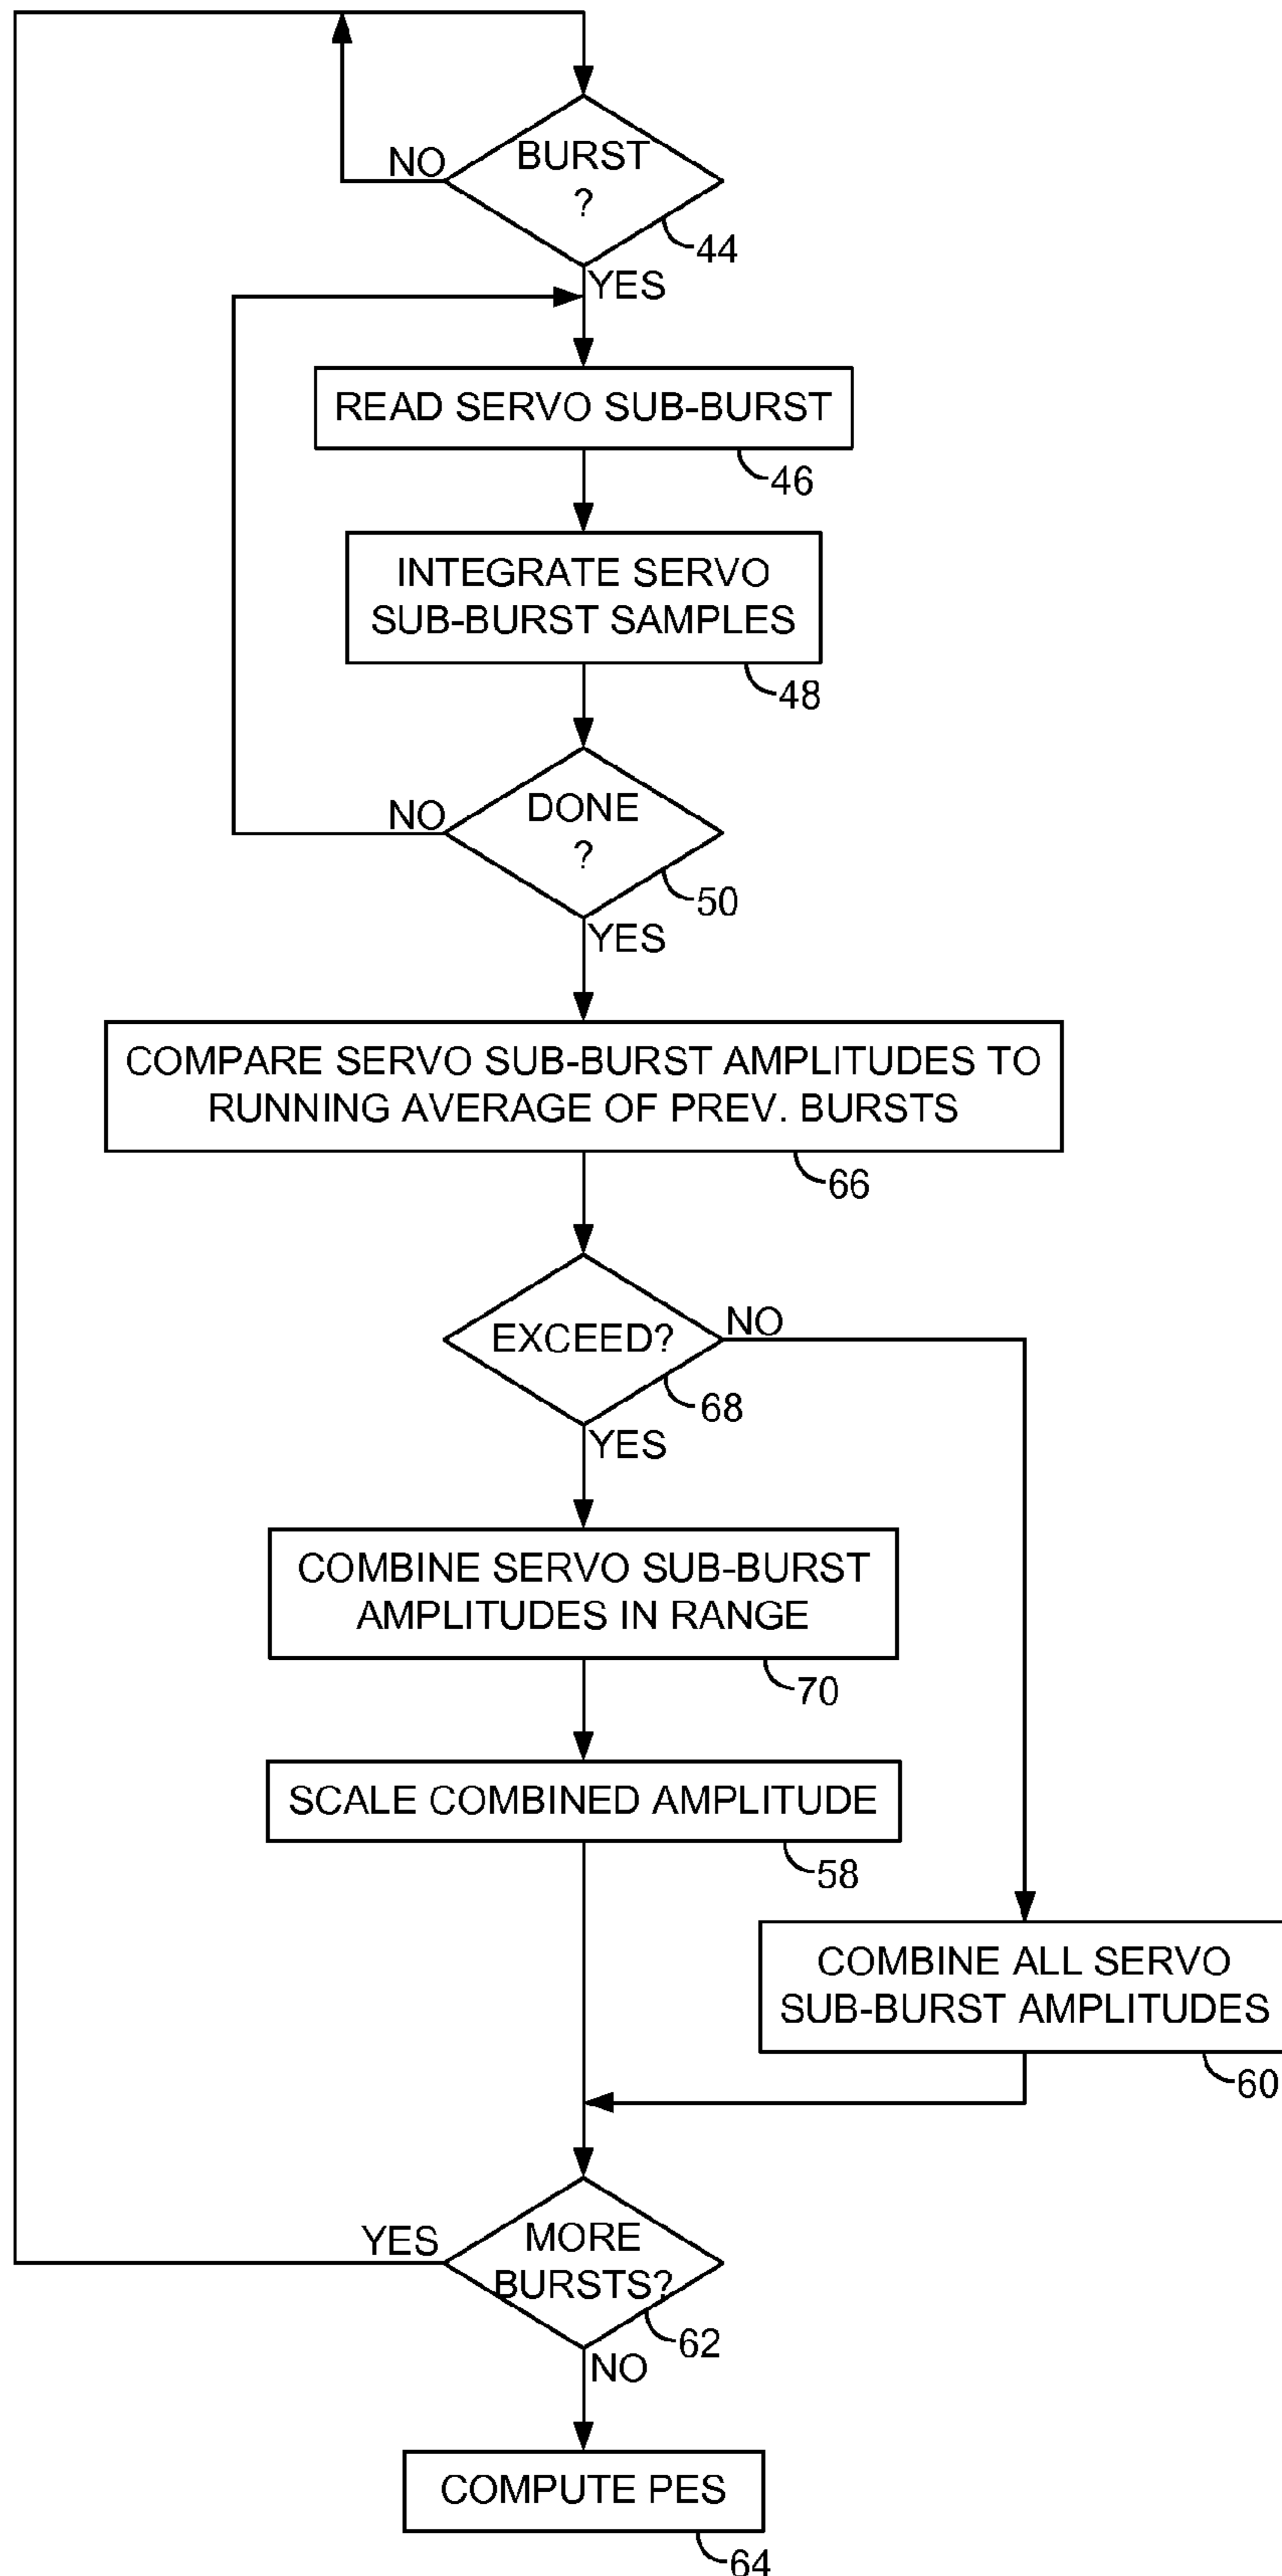 BURST
?
NO
44
YES
READ SERVO SUB-BURST
46
INTEGRATE SERVO
SUB-BURST SAMPLES
48
DONE
?
NO
50
YES
COMPARE SERVO SUB-BURST AMPLITUDES TO
RUNNING AVERAGE OF PREV. BURSTS
66
EXCEED?
NO
68
YES
COMBINE SERVO SUB-BURST
AMPLITUDES IN RANGE
70
SCALE COMBINED AMPLITUDE
58
COMBINE ALL SERVO
SUB-BURST AMPLITUDES
60
YES
MORE
BURSTS?
62
NO
COMPUTE PES
64